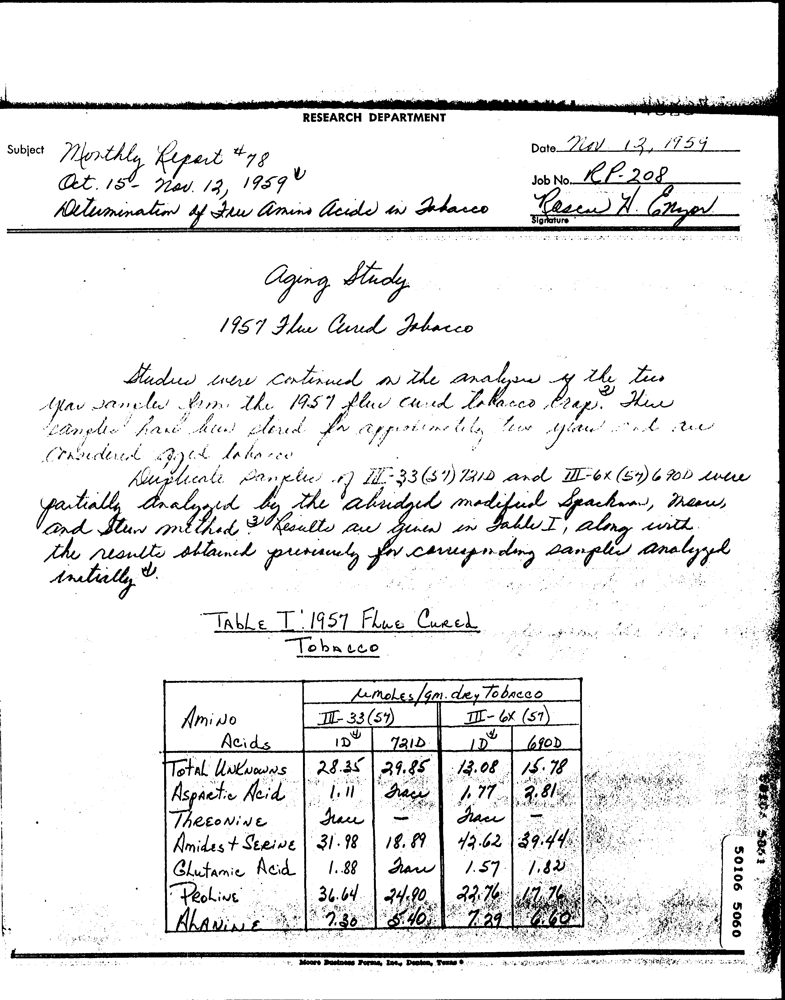 RESEARCH DEPARTMENT
Subject Monthly Report #78 Date Nov. 13, 1959
Oct. 15 - Nov. 12, 1959 Job No. RP-208
Determination of Free Amino Acids in Tobacco
Signature
Aging Study
1957 Flue Cured Tobacco
Studies were continued on the analyses of the two
year samples from the 1957 flue cured tobacco crop. These
samples have been stored for approximately two years and are
considered aged tobacco
Duplicate samples of III-33(57)721D and III-6X(57)690D were
partially analyzed by the abridged modified Spackman, Moore,
and Stein method. Results are given in Table I, along with
the results obtained previously for corresponding samples analyzed
initially.
TABLE I: 1957 Flue Cured
Tobacco
Amino Acids
μmoles/gm. dry Tobacco
III-33(57) III-6X (57)
1D 721D 1D 690D
Total Unknowns 28.35 29.85 13.08 15.78
Aspartic Acid 1.11 Trace 1.77 2.81
Threonine Trace — Trace —
Amides + Serine 31.98 18.89 42.62 39.44
Glutamic Acid 1.88 Trace 1.57 1.82
Proline 36.64 24.90 22.76 17.76
Alanine 7.30 5.40 7.29 6.60
50106 5060
Moore Business Forms, Inc., Denton, Texas